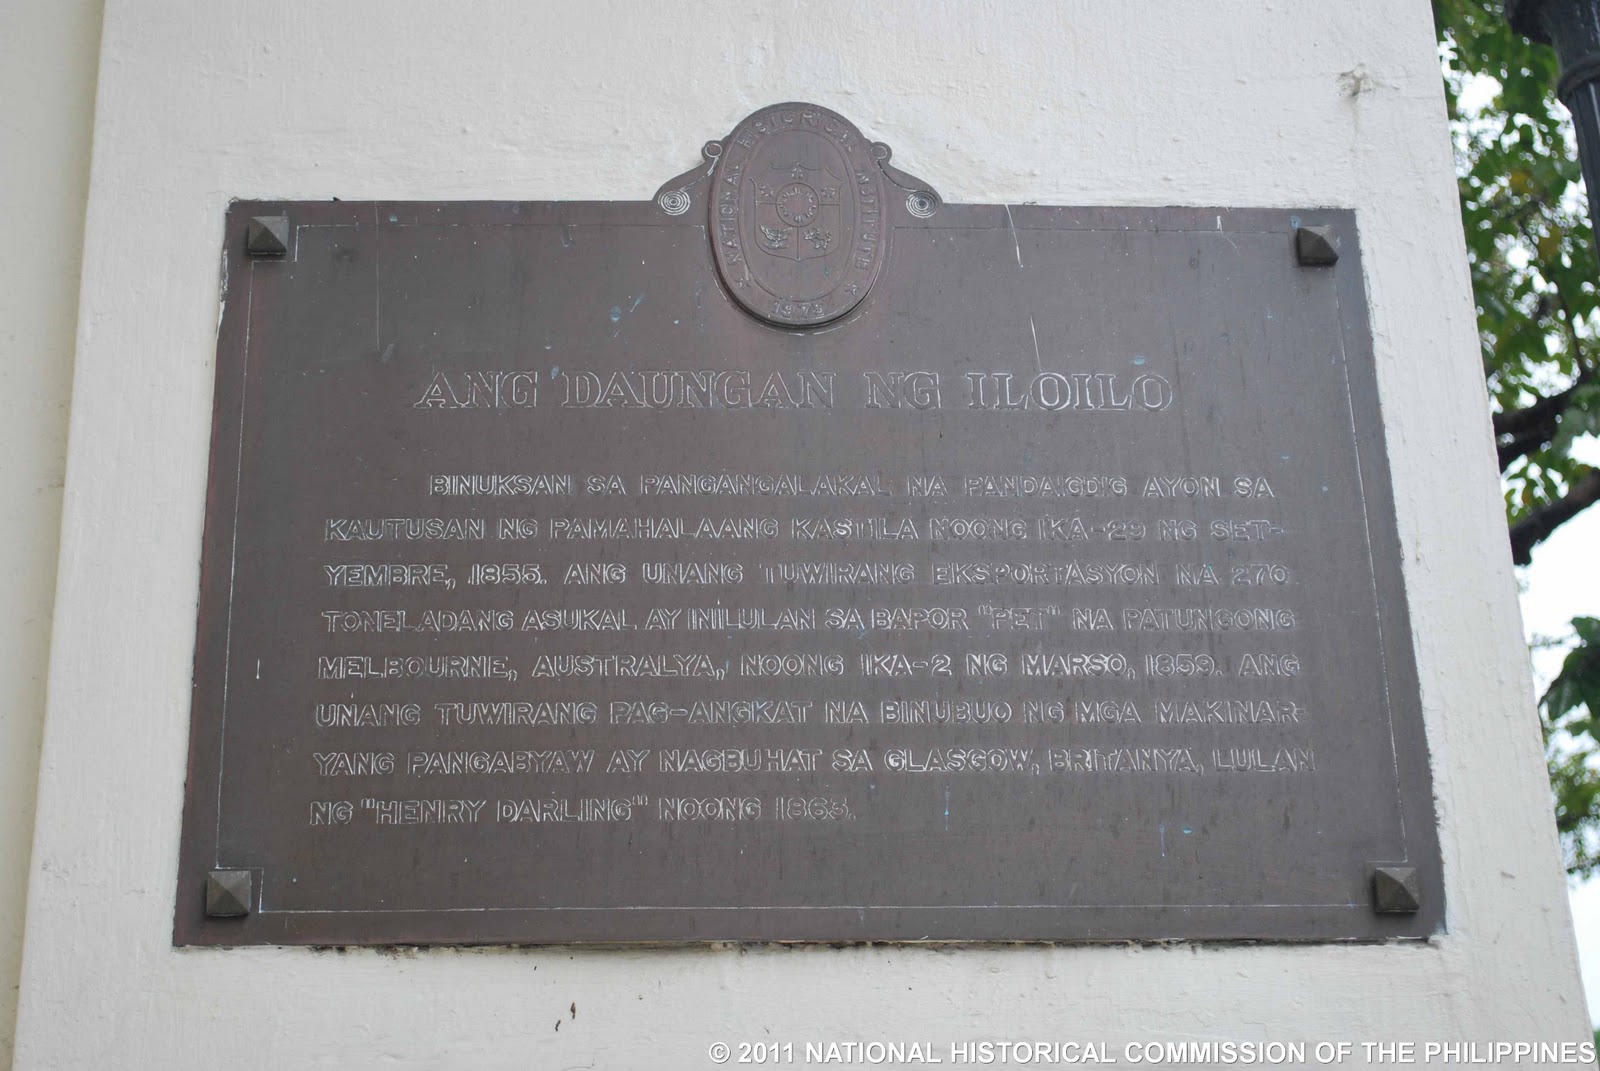 NATIONAL HISTORICAL INSTITUTE
1973
ANG DAUNGAN NG ILOILO
BINUKSAN SA PANGANGALAKAL NA PANDAIGDIG AYON SA
KAUTUSAN NG PAMAHALAANG KASTILA NOONG IKA-29 NG SET-
YEMBRE, 1855. ANG UNANG TUWIRANG EKSPORTASYON NA 270
TONELADANG ASUKAL AY INILULAN SA BAPOR "PET" NA PATUNGONG
MELBOURNE, AUSTRALYA, NOONG IKA-2 NG MARSO, 1859. ANG
UNANG TUWIRANG PAG-ANGKAT NA BINUBUO NG MGA MAKINAR-
YANG PANGABYAW AY NAGBUHAT SA GLASGOW, BRITANYA, LULAN
NG "HENRY DARLING" NOONG 1863.
© 2011 NATIONAL HISTORICAL COMMISSION OF THE PHILIPPINES